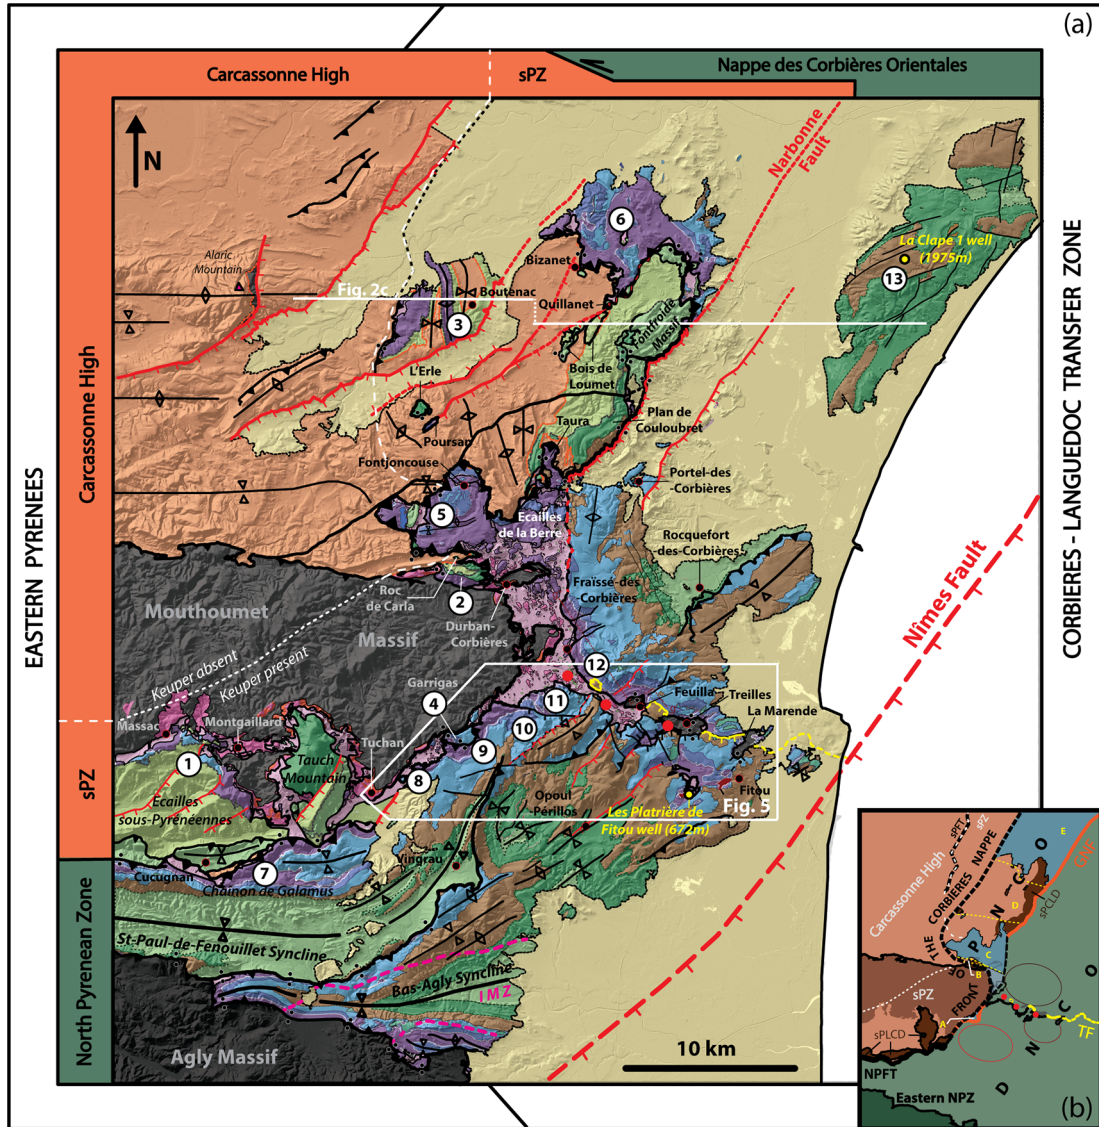 (a)
Carcassonne High
sPZ
Nappe des Corbières Orientales
N
Narbonne
Fault
6
Alaric
Mountain
Bizanet
La Clape 1 well
(1975m)
13
Fig. 2c
Boutenac
Quillanet
3
Fontfroide
Massif
Bois de
Loumet
L'Erle
Taura
Plan de
Couloubret
Poursan
Fontjoncouse
Portel-des
-Corbières
5
Ecailles
de la Berre
Rocquefort
des-Corbières
Roc
de Carla
2
Durban-
Corbières
Fraïssé-des
-Corbières
Mouthoumet
Massif
Nîmes Fault
Keuper absent
Keuper present
Garrigas
4
12
11
Feuilla
Treilles
La Marende
Massac
Montgaillard
10
Tuchan
9
1
Tauch
Mountain
8
Fitou
Fig. 5
Ecailles
sous-Pyrénéennes
Opoul
Périllos
Les Platrière de
Fitou well (672m)
Vingrau
Cucugnan
7
Chainon de Galamus
St-Paul-de-Fenouillet Syncline
Bas-Agly Syncline
IMZ
Agly Massif
10 km
Carcassonne High
sPZ
North Pyrenean Zone
EASTERN PYRENEES
CORBIERES - LANGUEDOC TRANSFER ZONE
sPFT
sPZ
Carcassonne High
FRONT OF THE CORBIERES NAPPE
E
O
GNF
C
D
sPCLD
N
P
C
B
sPZ
A
O
C
sPLCD
N
TF
NPFT
D
Eastern NPZ
(b)